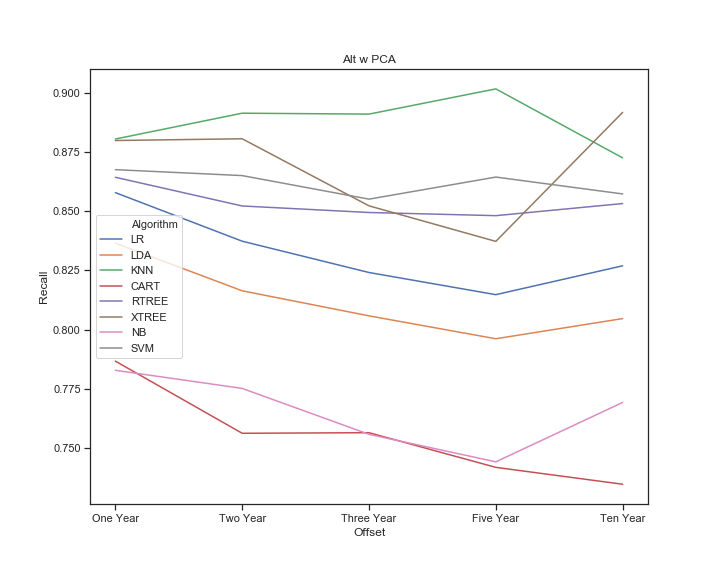 Alt w PCA
0.900
0.875
0.850
0.825
0.800
0.775
0.750
Recall
Algorithm
LR
LDA
KNN
CART
RTREE
XTREE
NB
SVM
One Year
Two Year
Three Year
Five Year
Ten Year
Offset